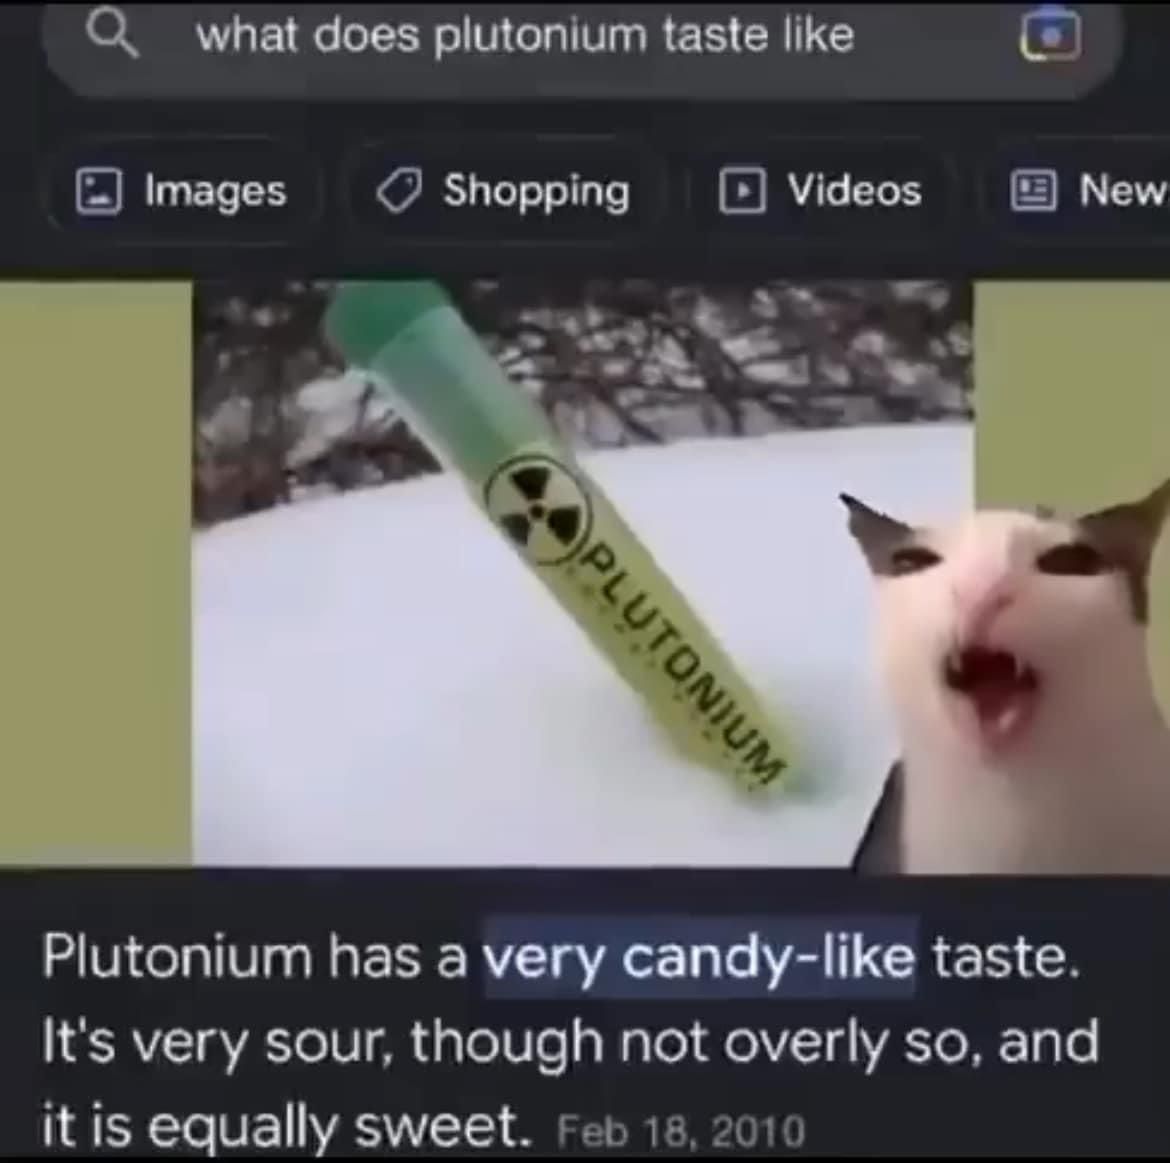 what does plutonium taste like
Images Shopping Videos New
PLUTONIUM
Plutonium has a very candy-like taste.
It's very sour, though not overly so, and
it is equally sweet. Feb 18, 2010